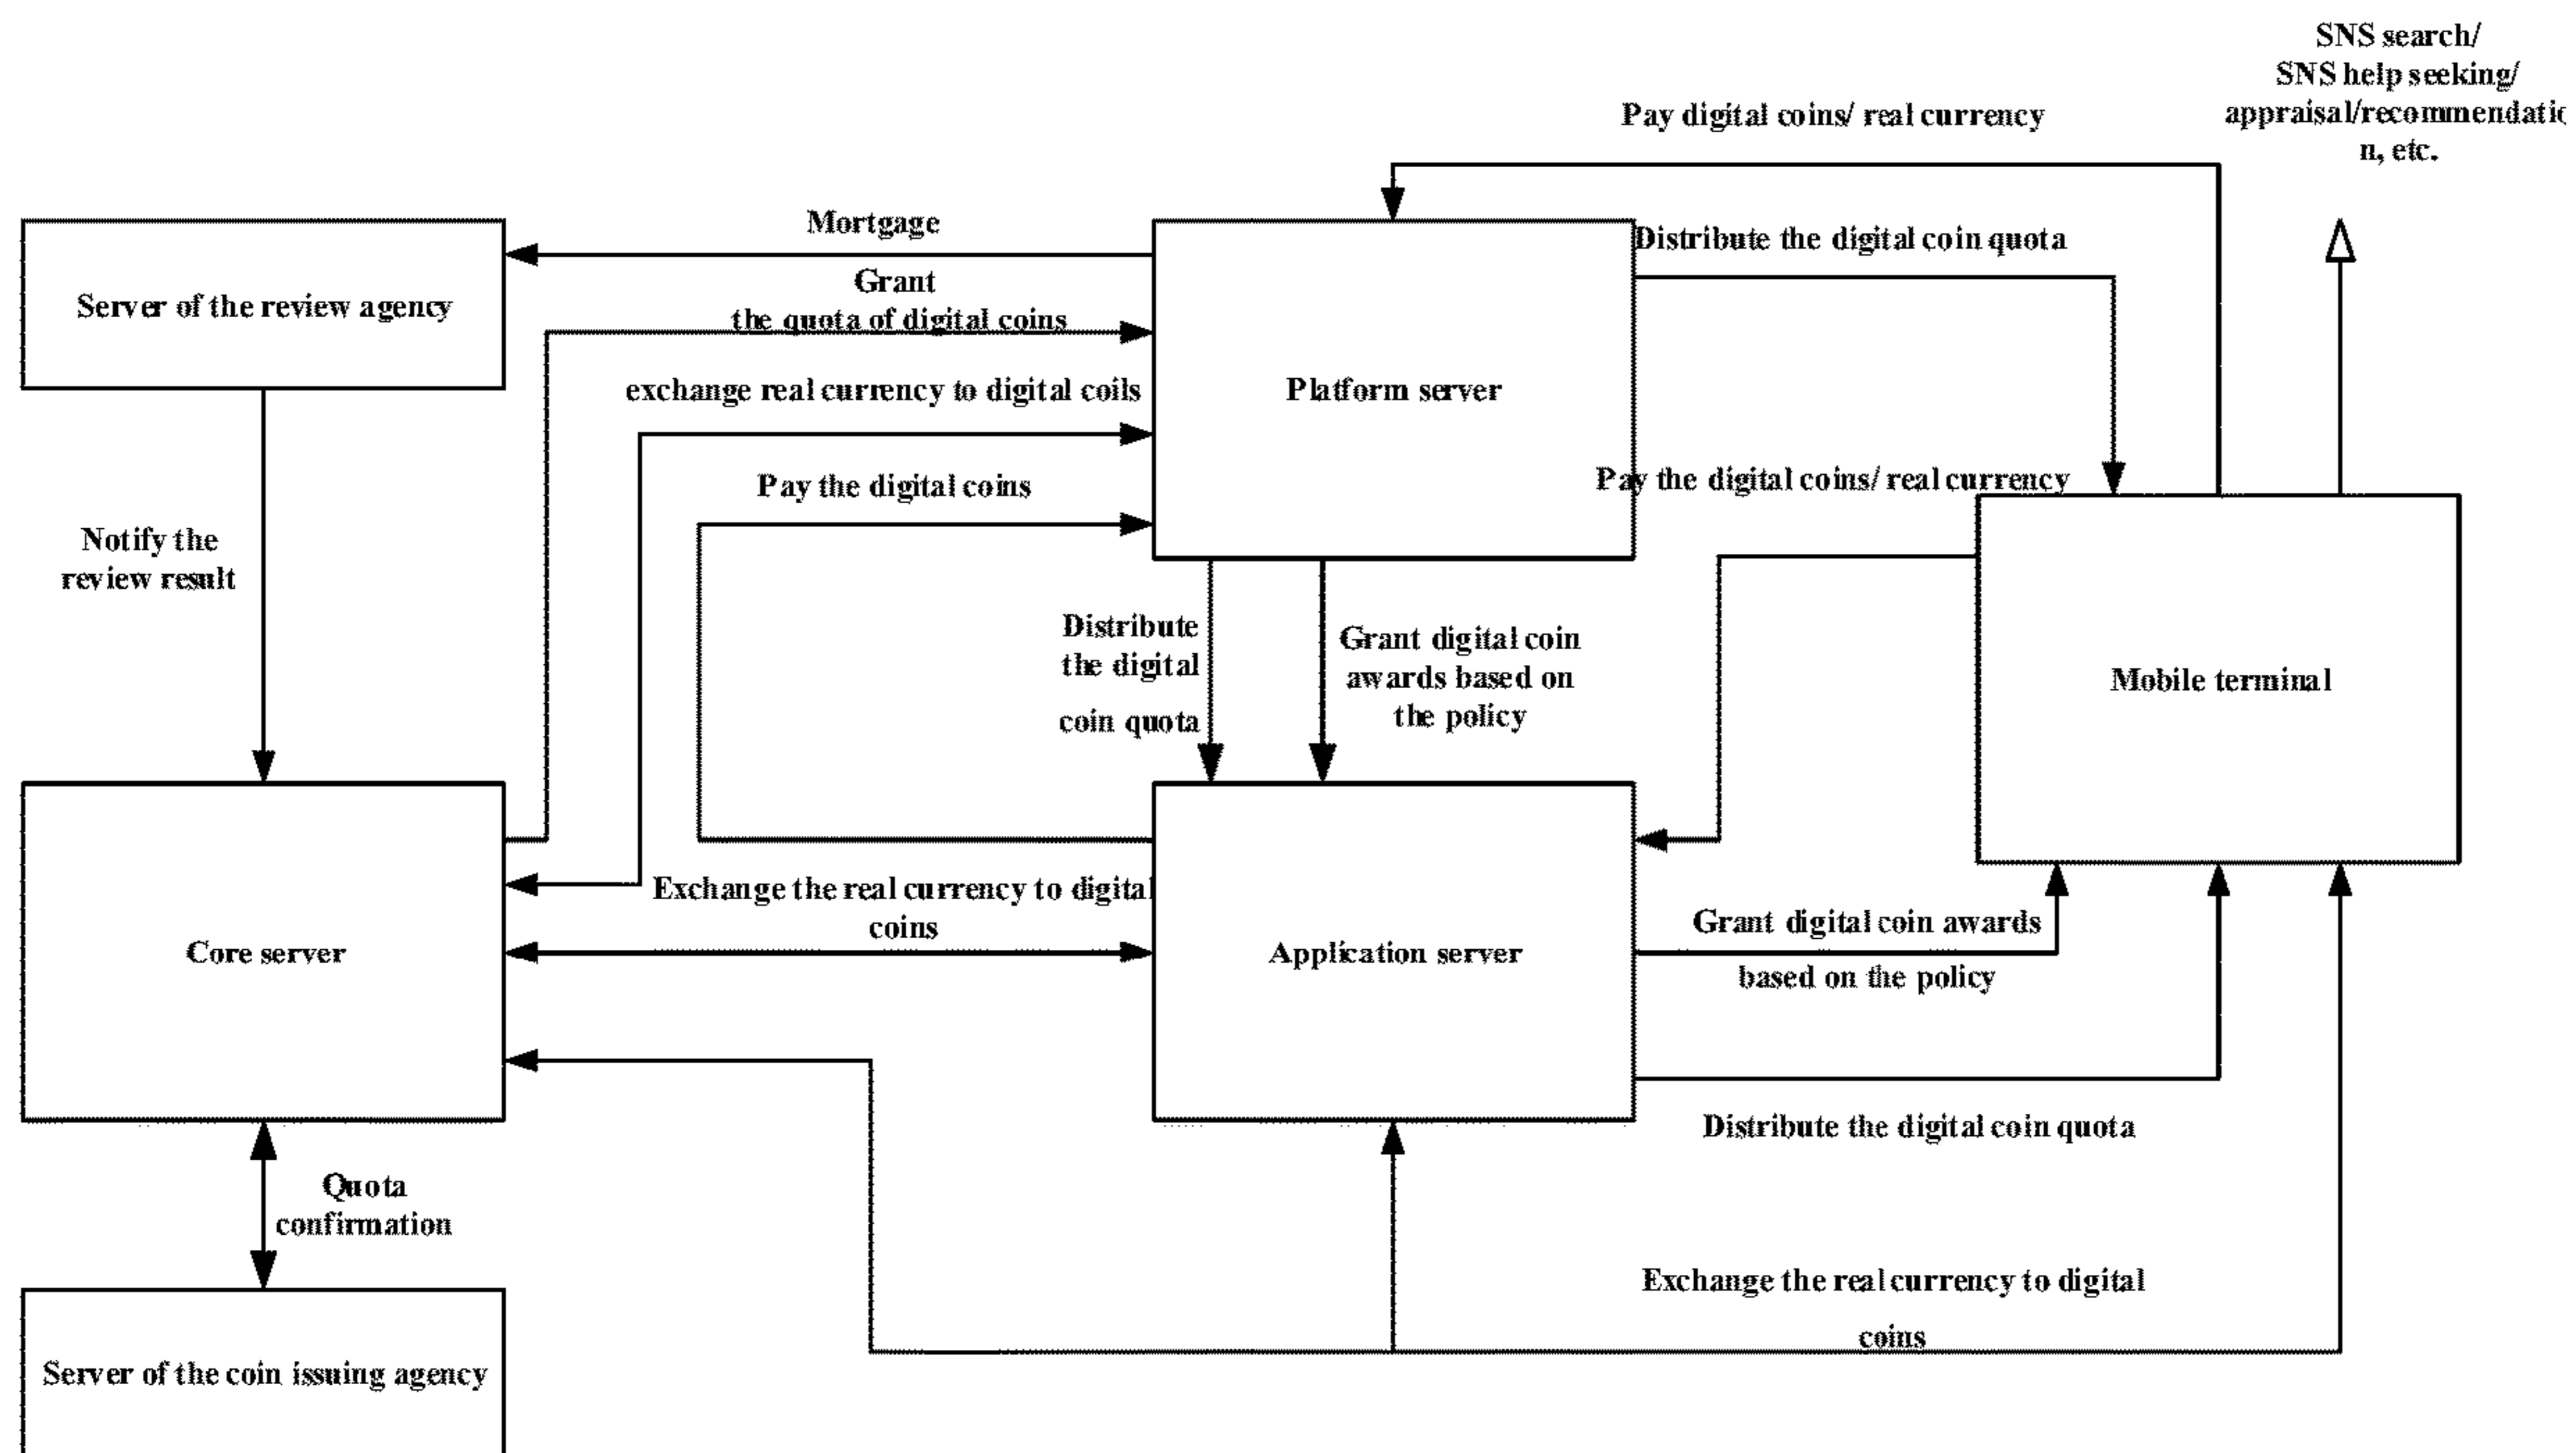 SNS search/
SNS help seeking/
appraisal/recommendatic
n, etc.
Pay digital coins/ real currency
Mortgage
Distribute the digital coin quota
Grant
the quota of digital coins
Server of the review agency
exchange real currency to digital coils
Platform server
Pay the digital coins
Pay the digital coins/ real currency
Notify the
review result
Distribute
the digital
coin quota
Grant digital coin
awards based on
the policy
Mobile terminal
Exchange the real currency to digital
coins
Core server
Application server
Grant digital coin awards
based on the policy
Distribute the digital coin quota
Quota
confirmation
Exchange the real currency to digital
coins
Server of the coin issuing agency